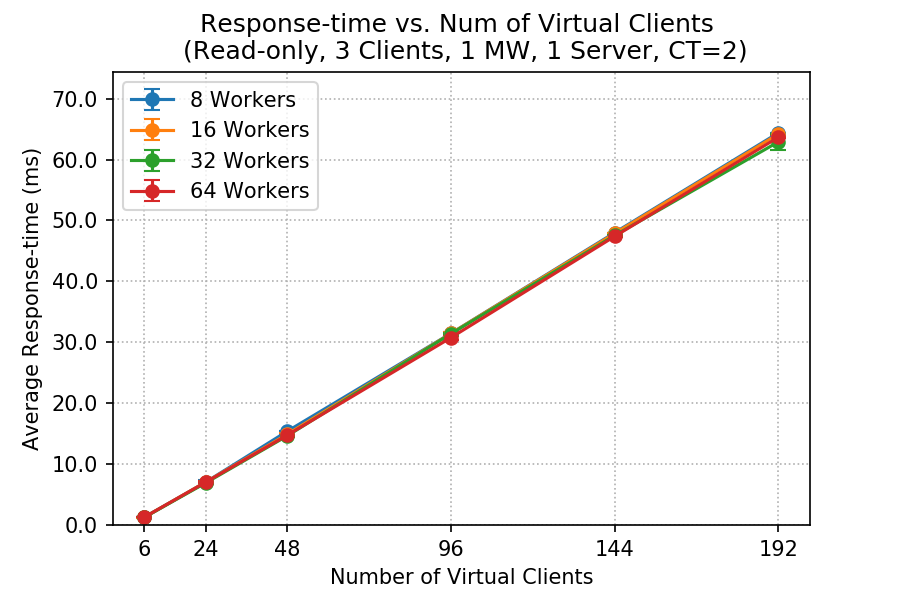 Response-time vs. Num of Virtual Clients
(Read-only, 3 Clients, 1 MW, 1 Server, CT=2)
8 Workers
16 Workers
32 Workers
64 Workers
Average Response-time (ms)
70.0
60.0
50.0
40.0
30.0
20.0
10.0
0.0
6 24 48 96 144 192
Number of Virtual Clients